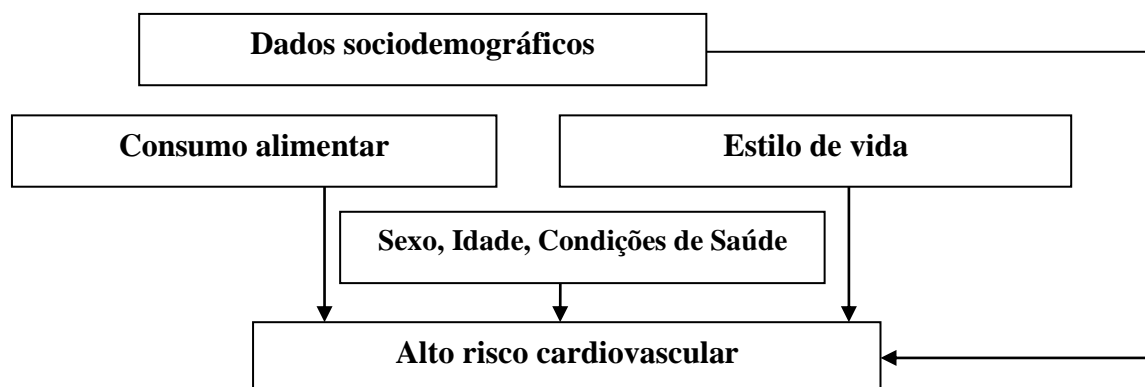 Dados sociodemográficos
Consumo alimentar
Estilo de vida
Sexo, Idade, Condições de Saúde
Alto risco cardiovascular